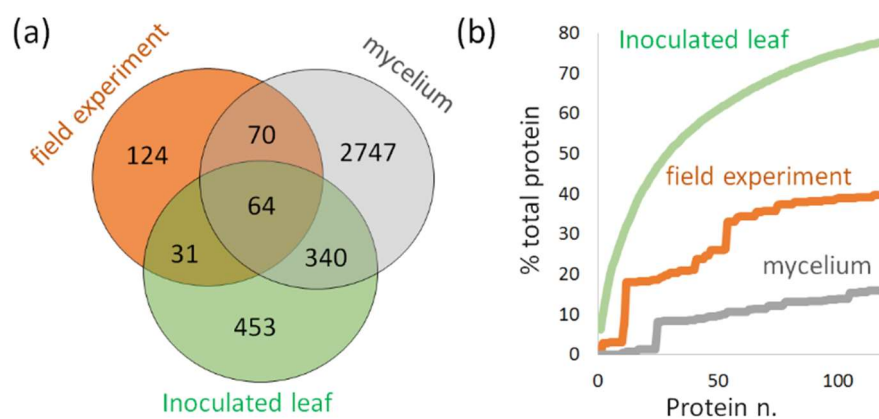 (a)
field experiment
mycelium
124
70
2747
64
31
340
453
Inoculated leaf
(b)
% total protein
80
70
60
50
40
30
20
10
0
Inoculated leaf
field experiment
mycelium
0
50
100
Protein n.